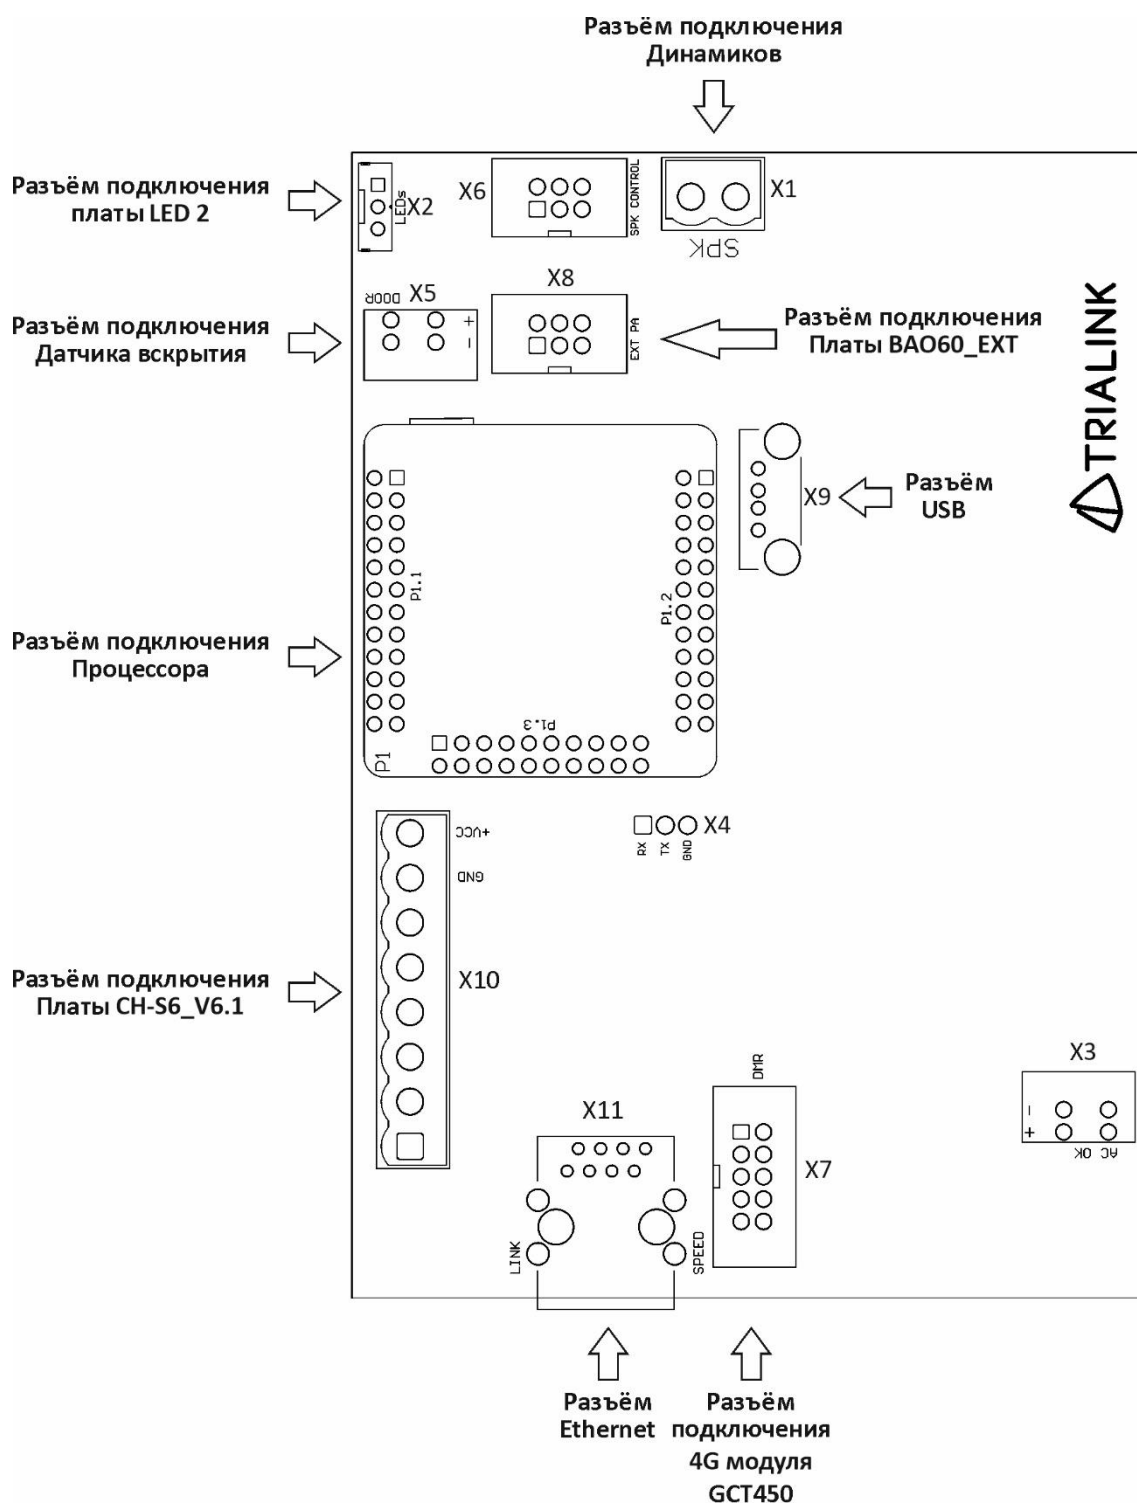 Разъём подключения
Динамиков
Разъём подключения
платы LED 2
X2
LEDs
X6
SPK CONTROL
X1
SPK
Разъём подключения
Датчика вскрытия
DOOR
X5
+
-
X8
EXT PA
Разъём подключения
Платы BAO60_EXT
TRIALINK
X9
Разъём
USB
P1.1
P1.2
Разъём подключения
Процессора
P1.3
P1
+VCC
GND
X4
RX
TX
GND
Разъём подключения
Платы CH-S6_V6.1
X10
X3
-
+
AC OK
DMR
X11
X7
LINK
SPEED
Разъём
Ethernet
Разъём
подключения
4G модуля
GCT450